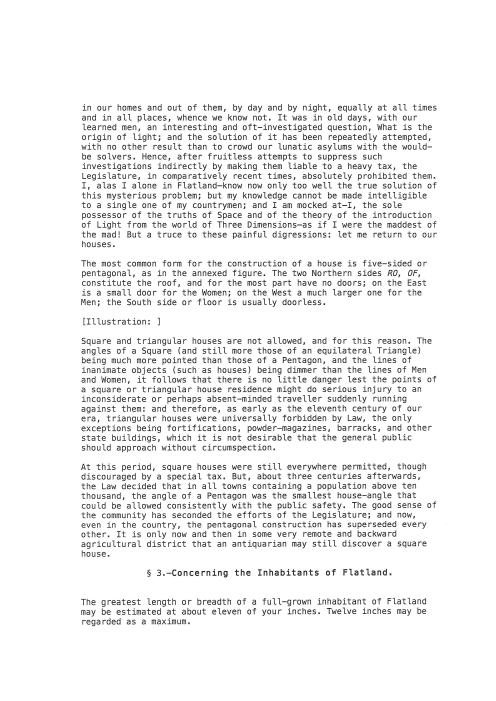 in our homes and out of them, by day and by night, equally at all times
and in all places, whence we know not. It was in old days, with our
learned men, an interesting and oft-investigated question, What is the
origin of light; and the solution of it has been repeatedly attempted,
with no other result than to crowd our lunatic asylums with the would-
be solvers. Hence, after fruitless attempts to suppress such
investigations indirectly by making them liable to a heavy tax, the
Legislature, in comparatively recent times, absolutely prohibited them.
I, alas I alone in Flatland—know now only too well the true solution of
this mysterious problem; but my knowledge cannot be made intelligible
to a single one of my countrymen; and I am mocked at—I, the sole
possessor of the truths of Space and of the theory of the introduction
of Light from the world of Three Dimensions—as if I were the maddest of
the mad! But a truce to these painful digressions: let me return to our
houses.
The most common form for the construction of a house is five-sided or
pentagonal, as in the annexed figure. The two Northern sides RO, OF,
constitute the roof, and for the most part have no doors; on the East
is a small door for the Women; on the West a much larger one for the
Men; the South side or floor is usually doorless.
[Illustration: ]
Square and triangular houses are not allowed, and for this reason. The
angles of a Square (and still more those of an equilateral Triangle)
being much more pointed than those of a Pentagon, and the lines of
inanimate objects (such as houses) being dimmer than the lines of Men
and Women, it follows that there is no little danger lest the points of
a square or triangular house residence might do serious injury to an
inconsiderate or perhaps absent-minded traveller suddenly running
against them: and therefore, as early as the eleventh century of our
era, triangular houses were universally forbidden by Law, the only
exceptions being fortifications, powder-magazines, barracks, and other
state buildings, which it is not desirable that the general public
should approach without circumspection.
At this period, square houses were still everywhere permitted, though
discouraged by a special tax. But, about three centuries afterwards,
the Law decided that in all towns containing a population above ten
thousand, the angle of a Pentagon was the smallest house-angle that
could be allowed consistently with the public safety. The good sense of
the community has seconded the efforts of the Legislature; and now,
even in the country, the pentagonal construction has superseded every
other. It is only now and then in some very remote and backward
agricultural district that an antiquarian may still discover a square
house.
§ 3.—Concerning the Inhabitants of Flatland.
The greatest length or breadth of a full-grown inhabitant of Flatland
may be estimated at about eleven of your inches. Twelve inches may be
regarded as a maximum.